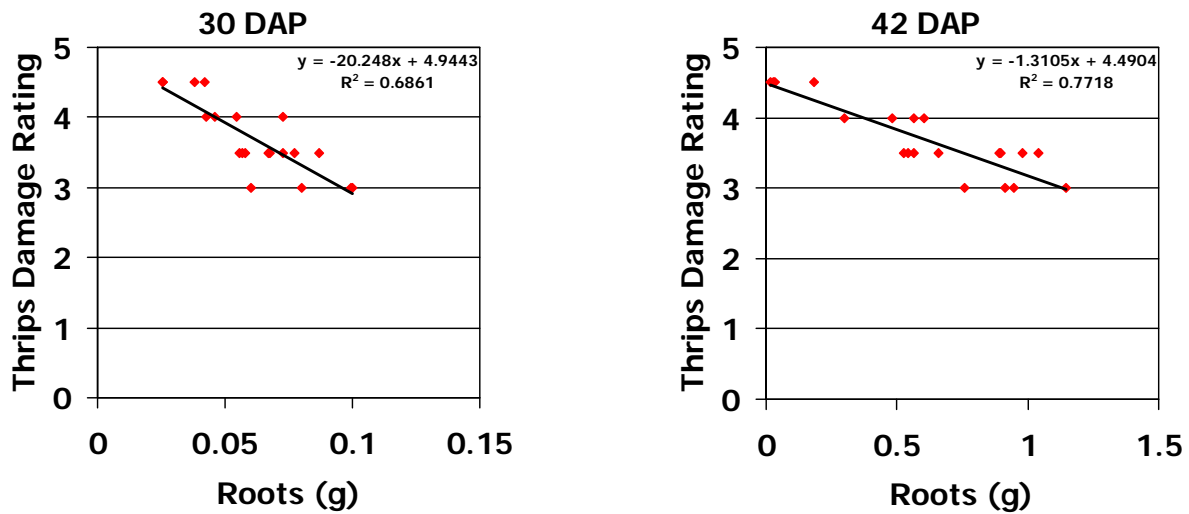 30 DAP
y = -20.248x + 4.9443
R² = 0.6861
Thrips Damage Rating
5
4
3
2
1
0
0 0.05 0.1 0.15
Roots (g)
42 DAP
y = -1.3105x + 4.4904
R² = 0.7718
Thrips Damage Rating
5
4
3
2
1
0
0 0.5 1 1.5
Roots (g)